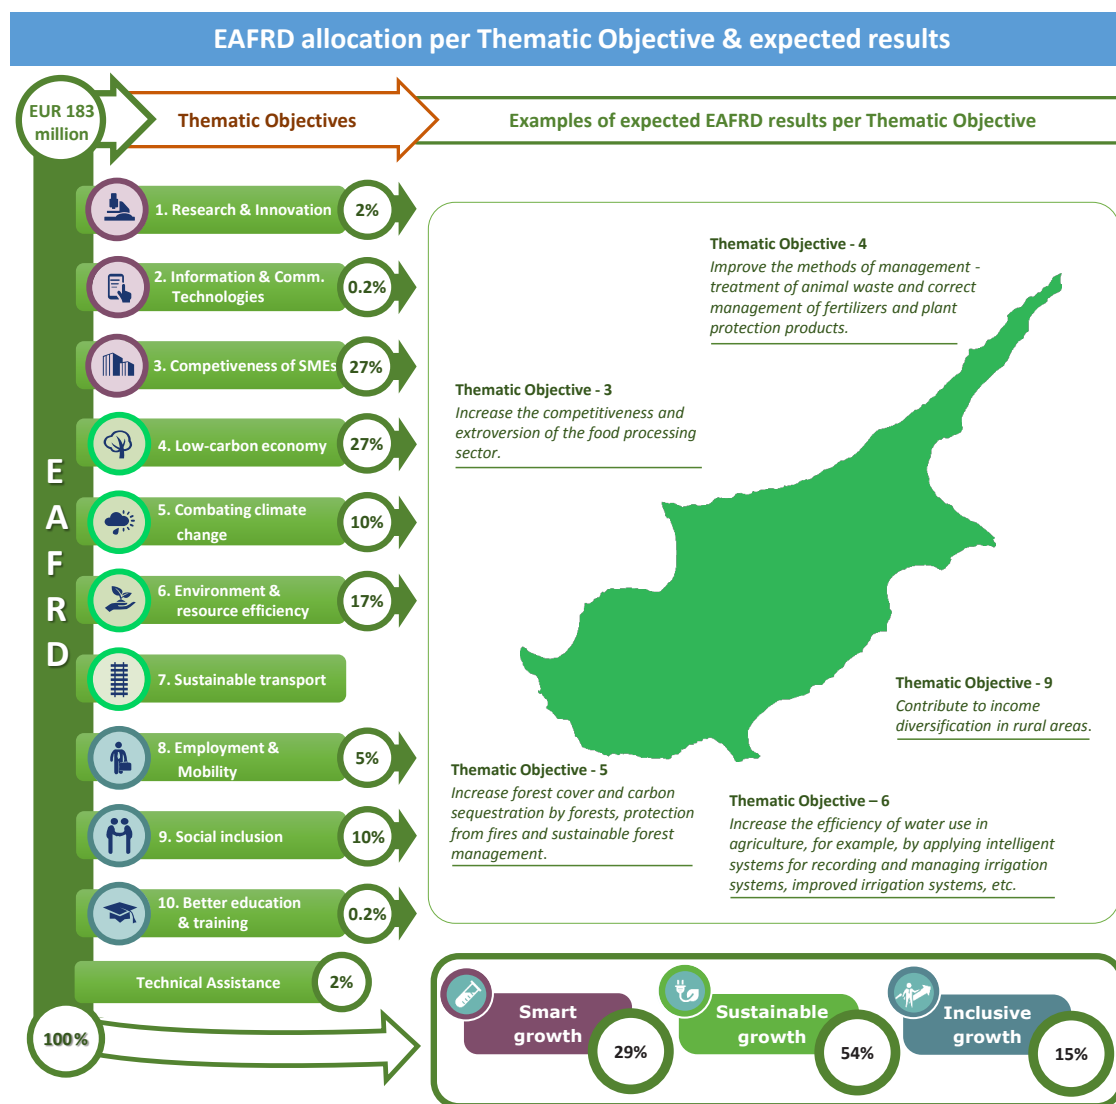 EAFRD allocation per Thematic Objective & expected results
EUR 183
million
Thematic Objectives
Examples of expected EAFRD results per Thematic Objective
EAFRD
1. Research & Innovation
2%
2. Information & Comm.
Technologies
0.2%
3. Competiveness of SMEs
27%
4. Low-carbon economy
27%
5. Combating climate
change
10%
6. Environment &
resource efficiency
17%
7. Sustainable transport
8. Employment &
Mobility
5%
9. Social inclusion
10%
10. Better education
& training
0.2%
Technical Assistance
2%
100%
Thematic Objective - 4
Improve the methods of management -
treatment of animal waste and correct
management of fertilizers and plant
protection products.
Thematic Objective - 3
Increase the competitiveness and
extroversion of the food processing
sector.
Thematic Objective - 9
Contribute to income
diversification in rural areas.
Thematic Objective - 5
Increase forest cover and carbon
sequestration by forests, protection
from fires and sustainable forest
management.
Thematic Objective – 6
Increase the efficiency of water use in
agriculture, for example, by applying intelligent
systems for recording and managing irrigation
systems, improved irrigation systems, etc.
Smart
growth
29%
Sustainable
growth
54%
Inclusive
growth
15%